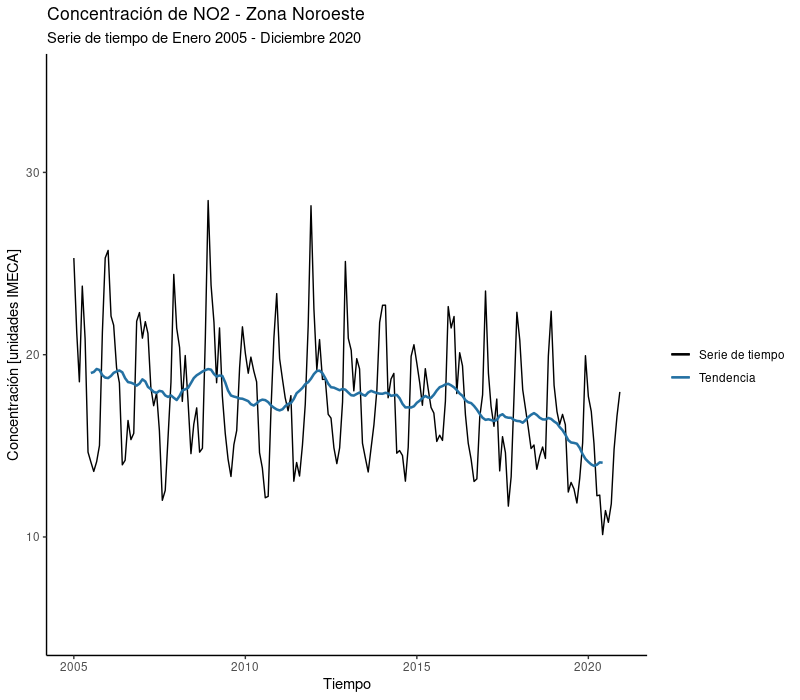 Concentración de NO2 - Zona Noroeste
Serie de tiempo de Enero 2005 - Diciembre 2020
Concentración [unidades IMECA]
30
20
10
2005
2010
2015
2020
Tiempo
Serie de tiempo
Tendencia